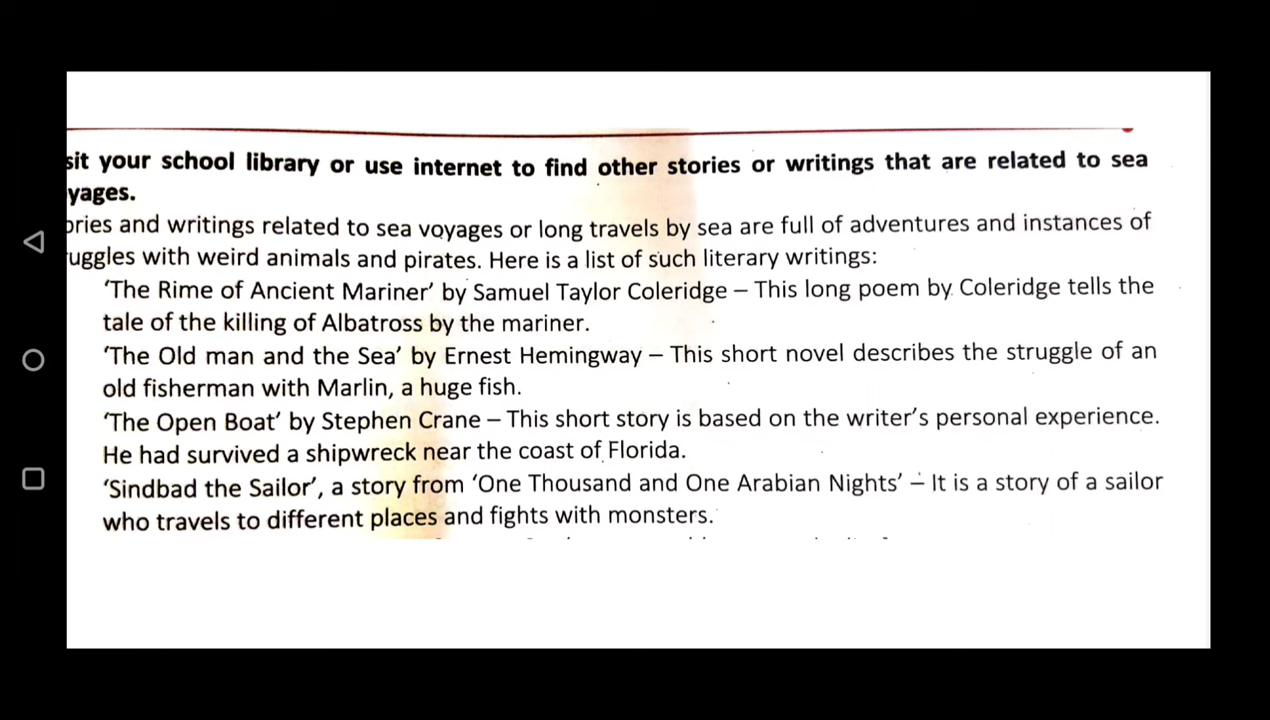 sit your school library or use internet to find other stories or writings that are related to sea
yages.
ories and writings related to sea voyages or long travels by sea are full of adventures and instances of
uggles with weird animals and pirates. Here is a list of such literary writings:
‘The Rime of Ancient Mariner’ by Samuel Taylor Coleridge – This long poem by Coleridge tells the
tale of the killing of Albatross by the mariner.
‘The Old man and the Sea’ by Ernest Hemingway – This short novel describes the struggle of an
old fisherman with Marlin, a huge fish.
‘The Open Boat’ by Stephen Crane – This short story is based on the writer’s personal experience.
He had survived a shipwreck near the coast of Florida.
‘Sindbad the Sailor’, a story from ‘One Thousand and One Arabian Nights’ – It is a story of a sailor
who travels to different places and fights with monsters.